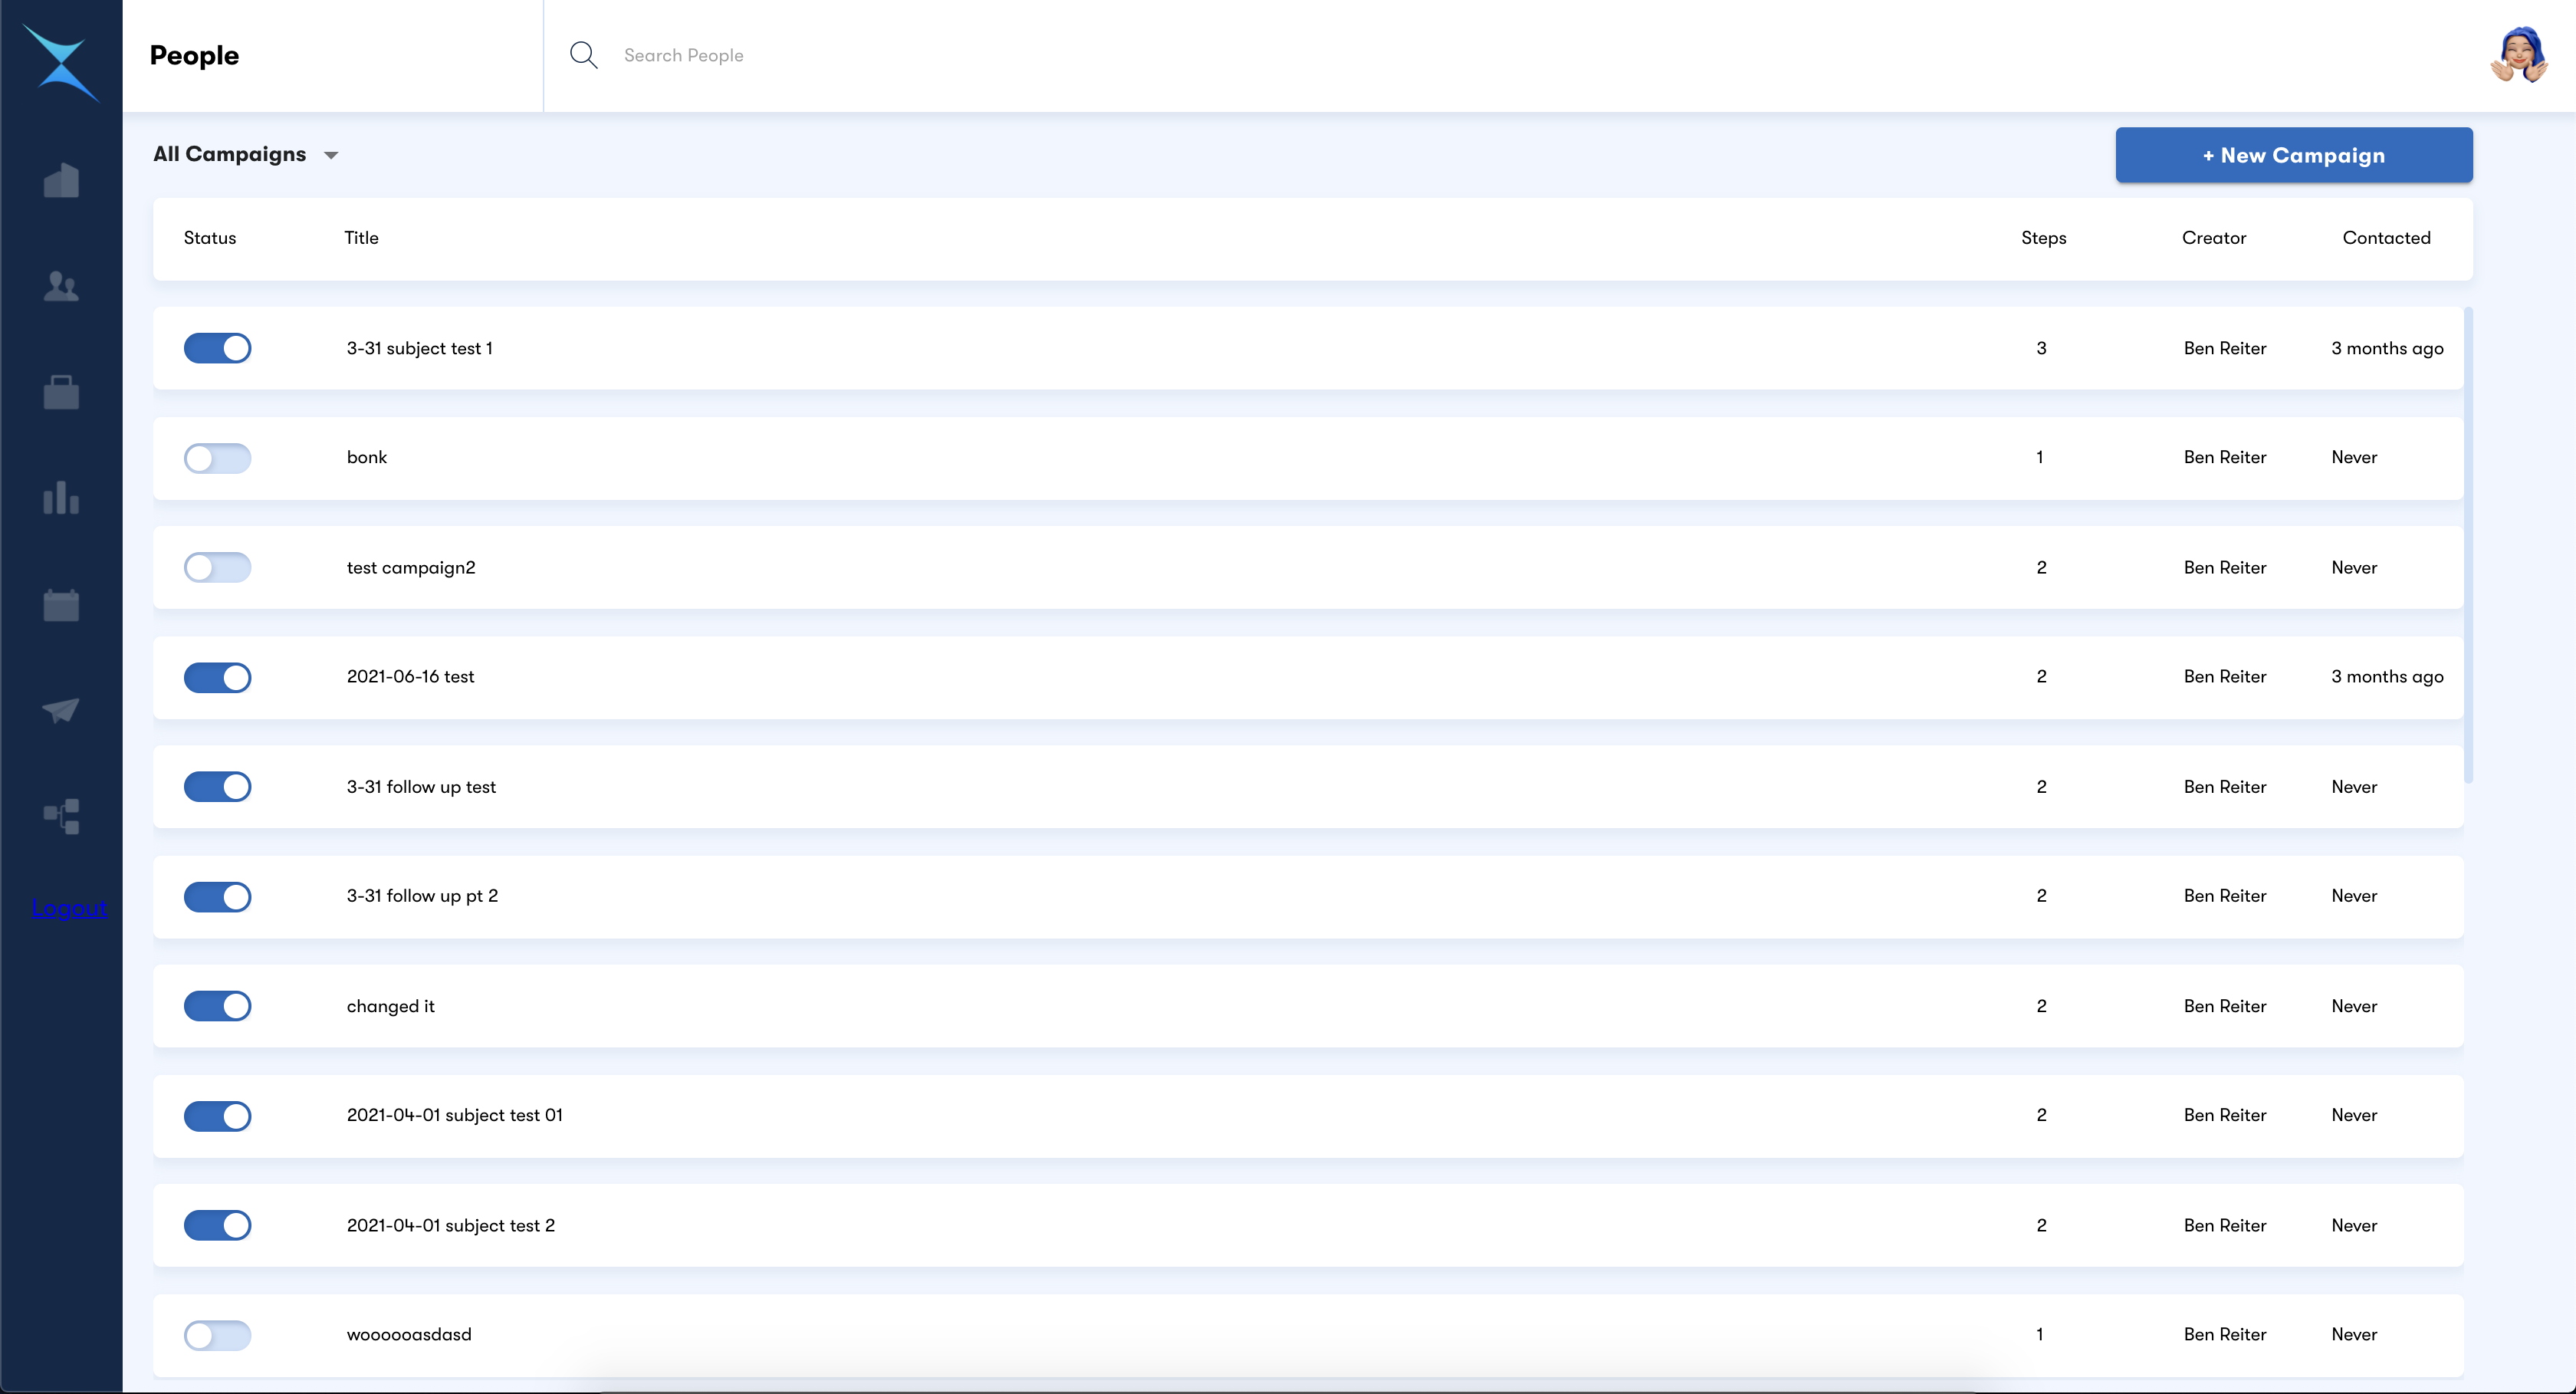 People
Search People
All Campaigns
+ New Campaign
Status Title Steps Creator Contacted
3-31 subject test 1 3 Ben Reiter 3 months ago
bonk 1 Ben Reiter Never
test campaign2 2 Ben Reiter Never
2021-06-16 test 2 Ben Reiter 3 months ago
3-31 follow up test 2 Ben Reiter Never
3-31 follow up pt 2 2 Ben Reiter Never
Logout
changed it 2 Ben Reiter Never
2021-04-01 subject test 01 2 Ben Reiter Never
2021-04-01 subject test 2 2 Ben Reiter Never
woooooasdasd 1 Ben Reiter Never